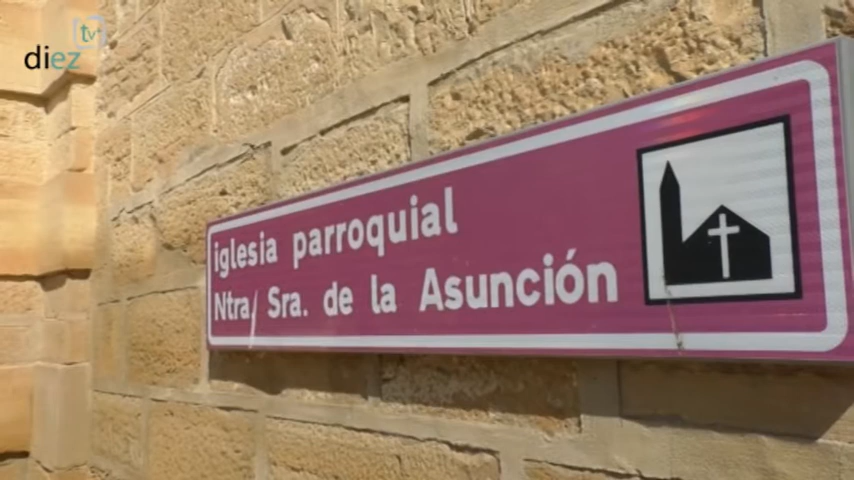 diez tv
iglesia parroquial
Ntra. Sra. de la Asunción